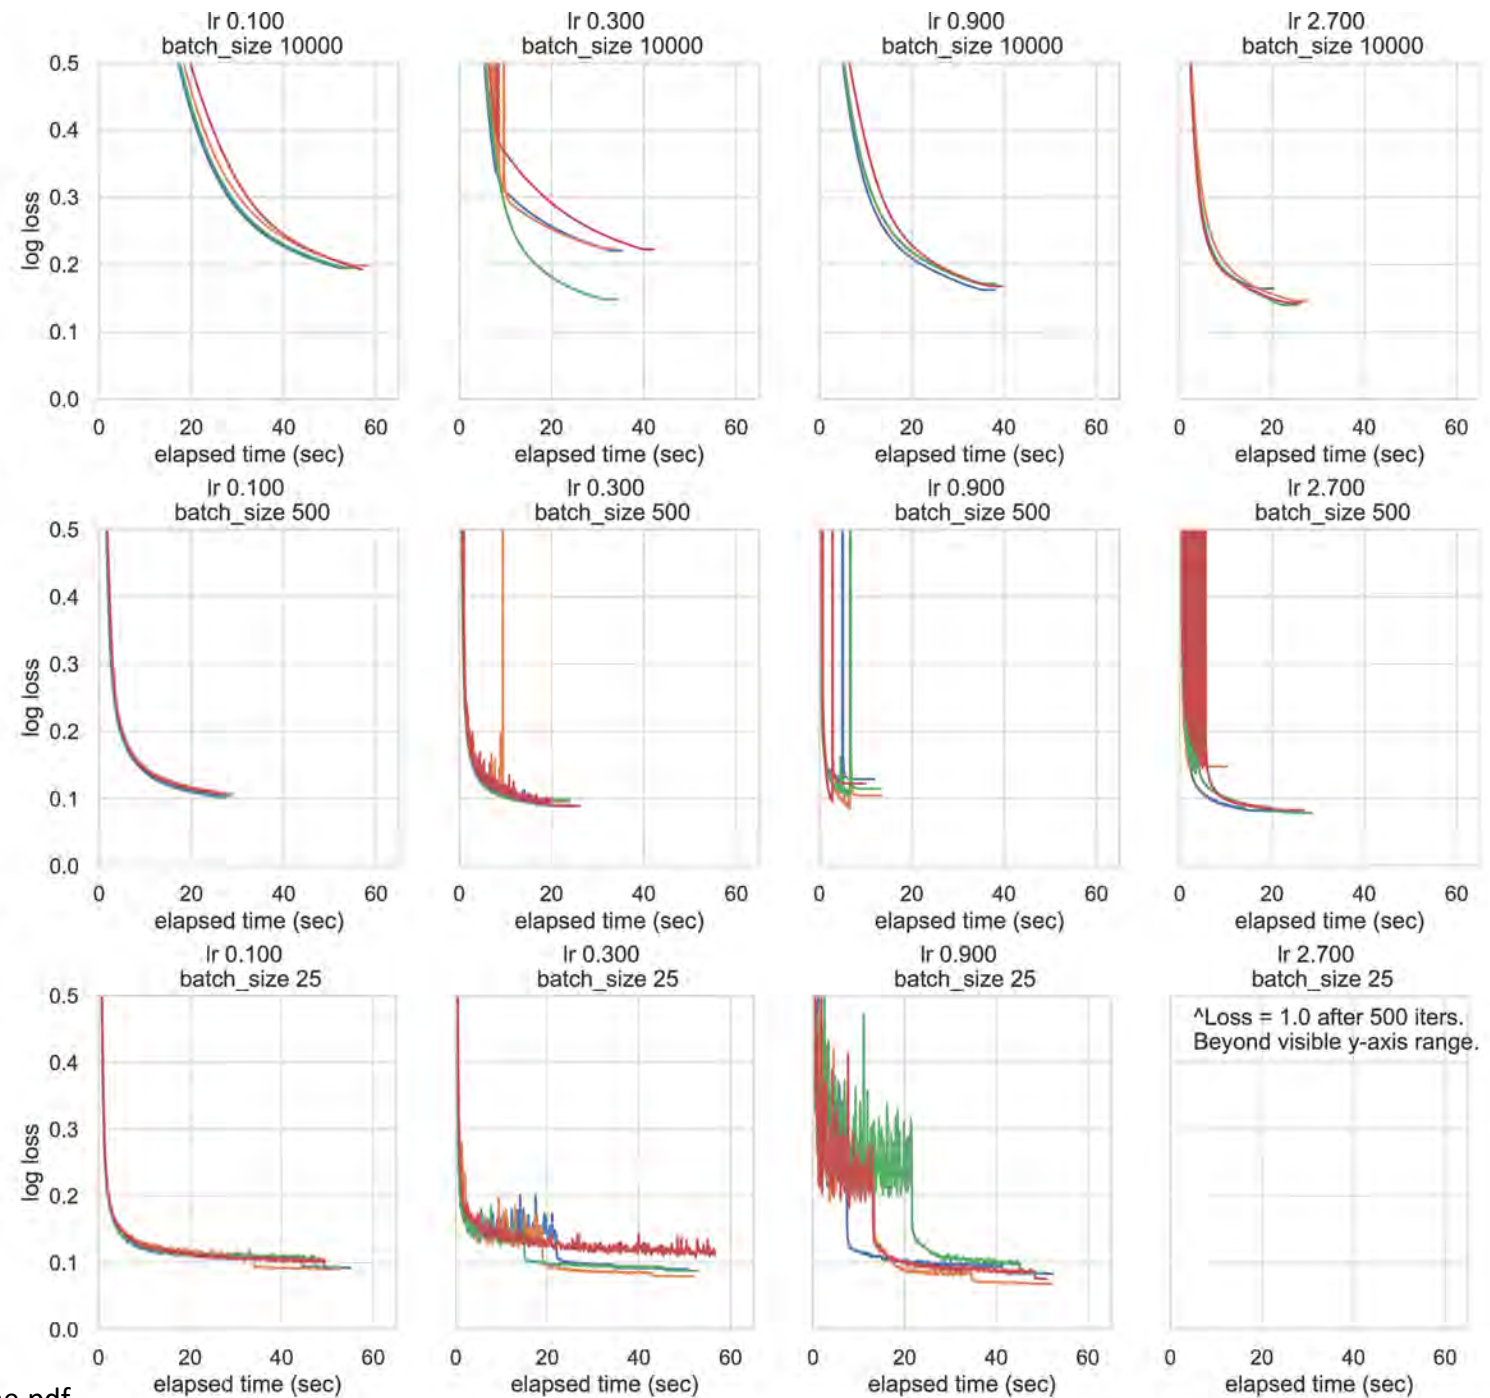 lr 0.100 lr 0.300 lr 0.900 lr 2.700
batch_size 10000 batch_size 10000 batch_size 10000 batch_size 10000
0.5
0.4
0.3
0.2
0.1
0.0
log loss
0 20 40 60 0 20 40 60 0 20 40 60 0 20 40 60
elapsed time (sec) elapsed time (sec) elapsed time (sec) elapsed time (sec)
lr 0.100 lr 0.300 lr 0.900 lr 2.700
batch_size 500 batch_size 500 batch_size 500 batch_size 500
0.5
0.4
0.3
0.2
0.1
0.0
log loss
0 20 40 60 0 20 40 60 0 20 40 60 0 20 40 60
elapsed time (sec) elapsed time (sec) elapsed time (sec) elapsed time (sec)
lr 0.100 lr 0.300 lr 0.900 lr 2.700
batch_size 25 batch_size 25 batch_size 25 batch_size 25
0.5
0.4
0.3
0.2
0.1
0.0
log loss
^Loss = 1.0 after 500 iters.
Beyond visible y-axis range.
0 20 40 60 0 20 40 60 0 20 40 60 0 20 40 60
elapsed time (sec) elapsed time (sec) elapsed time (sec) elapsed time (sec)